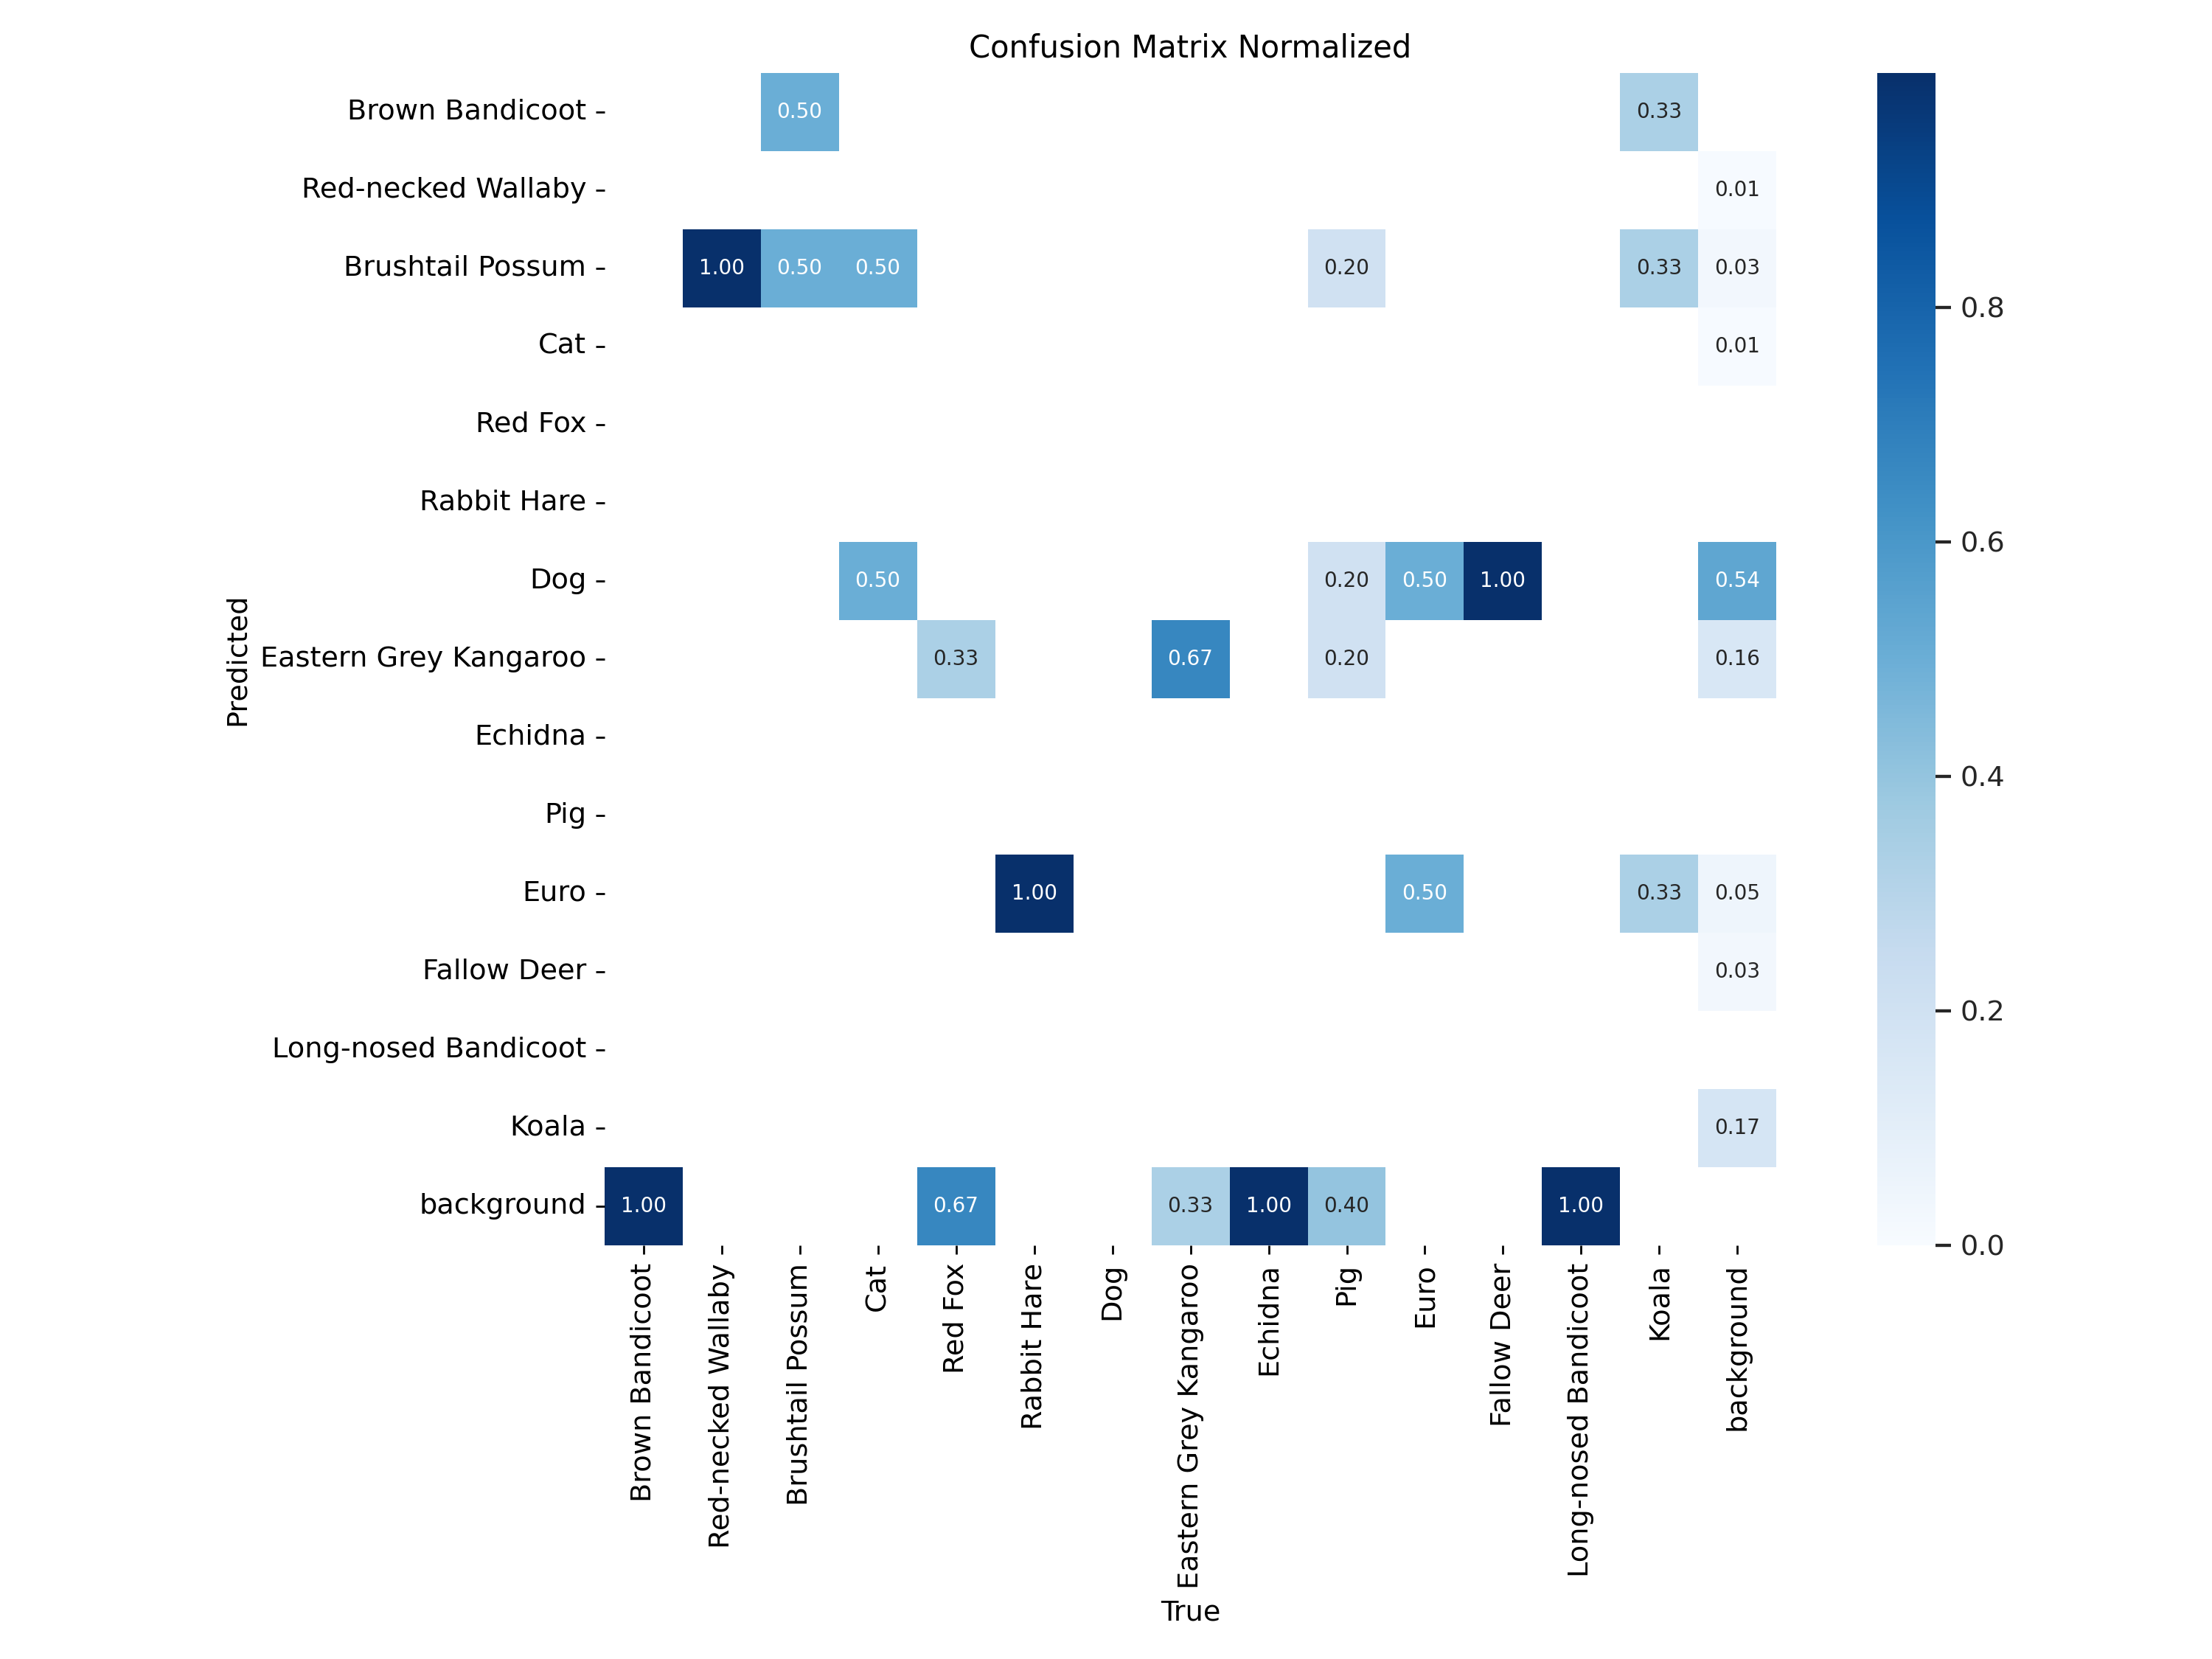 Confusion Matrix Normalized
Brown Bandicoot 0.50 0.33
Red-necked Wallaby 0.01
Brushtail Possum 1.00 0.50 0.50 0.20 0.33 0.03
0.8
Cat 0.01
Red Fox
Rabbit Hare
0.6
Dog 0.50 0.20 0.50 1.00 0.54
Predicted
Eastern Grey Kangaroo 0.33 0.67 0.20 0.16
Echidna
0.4
Pig
Euro 1.00 0.50 0.33 0.05
Fallow Deer 0.03
0.2
Long-nosed Bandicoot
Koala 0.17
background 1.00 0.67 0.33 1.00 0.40 1.00
0.0
Brown Bandicoot
Red-necked Wallaby
Brushtail Possum
Cat
Red Fox
Rabbit Hare
Dog
Eastern Grey Kangaroo
Echidna
Pig
Euro
Fallow Deer
Long-nosed Bandicoot
Koala
background
True